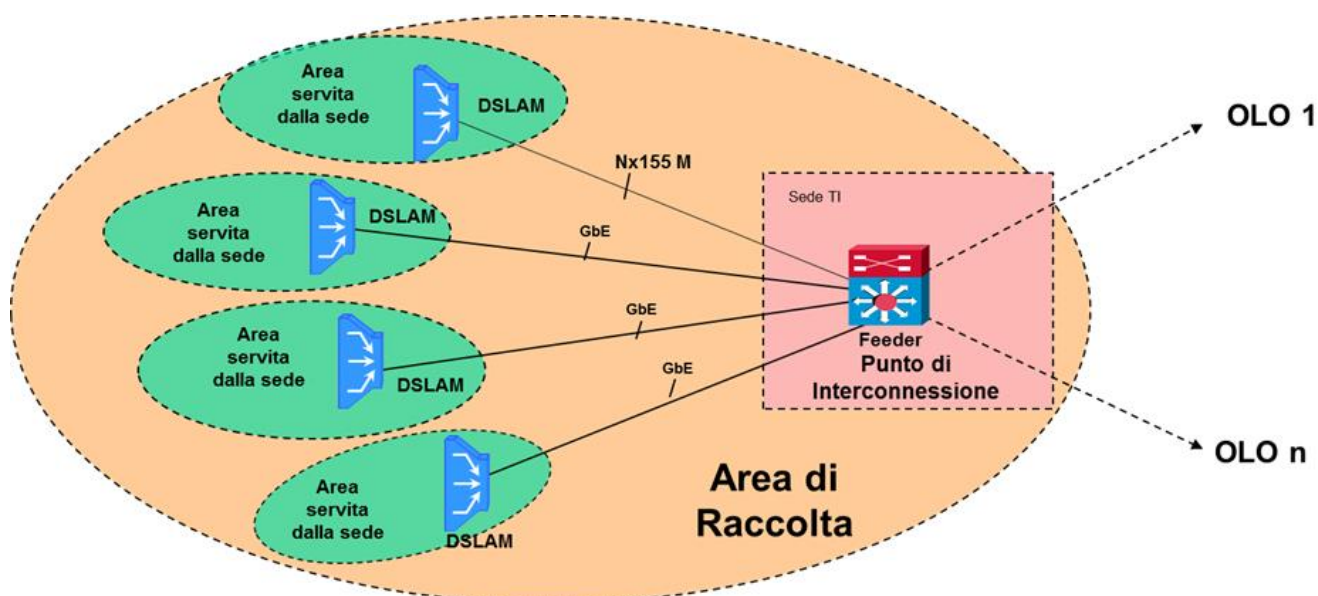 Area
servita
dalla sede
DSLAM
OLO 1
Nx155 M
Sede TI
Area
servita
dalla sede
DSLAM
GbE
Area
servita
dalla sede
DSLAM
GbE
Feeder
Punto di
Interconnessione
GbE
Area
servita
dalla sede
DSLAM
Area di
Raccolta
OLO n